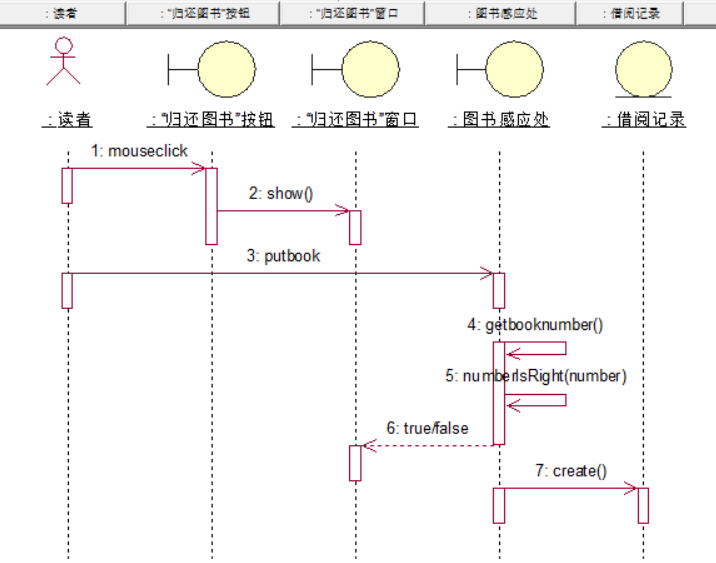 : 读者
: "归还图书"按钮
: "归还图书"窗口
: 图书感应处
: 借阅记录
: 读者
: "归还图书"按钮
: "归还图书"窗口
: 图书感应处
: 借阅记录
1: mouseclick
2: show()
3: putbook
4: getbooknumber()
5: numberIsRight(number)
6: true/false
7: create()